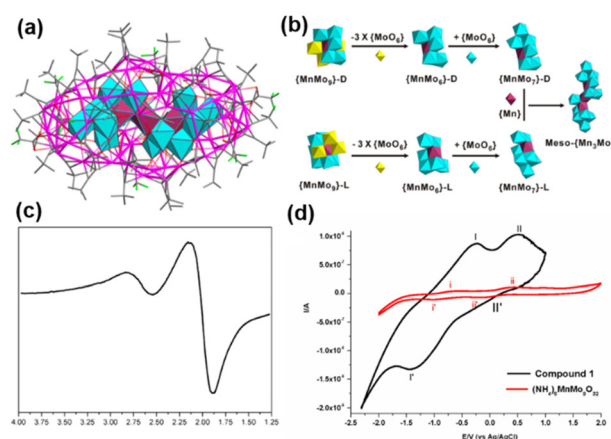 (a)
(b)
-3 X {MoO₆} + {MoO₆}
{MnMo₉}-D {MnMo₆}-D {MnMo₇}-D
{Mn}
Meso-{Mn₃Mo
{MnMo₉}-L - 3 X {MoO₆} {MnMo₆}-L + {MoO₆} {MnMo₇}-L
(c)
4.00 3.75 3.50 3.25 3.00 2.75 2.50 2.25 2.00 1.75 1.50 1.25
(d)
I II
i ii
i' ii' II'
I'
I/A
-2.0 -1.5 -1.0 -0.5 0.0 0.5 1.0 1.5 2.0
E/V (vs Ag/AgCl)
Compound 1
(NH₄)₆MnMo₉O₃₂